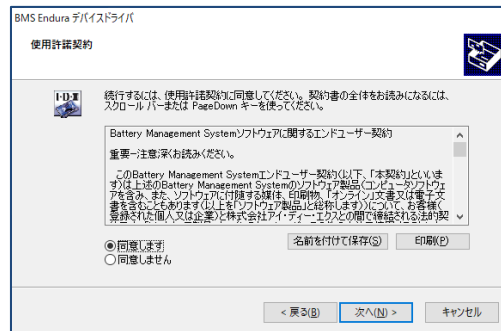 BMS Endura デバイスドライバ
使用許諾契約
I・D・X
続行するには、使用許諾契約に同意してください。契約書の全体をお読みになるには、
スクロール バーまたは PageDown キーを使ってください。
Battery Management Systemソフトウェアに関するエンドユーザー契約
重要－注意深くお読みください。
このBattery Management Systemエンドユーザー契約(以下、「本契約」といいま
す)は上述のBattery Management Systemのソフトウェア製品(コンピュータソフトウェ
アを含み、また、ソフトウェアに付随する媒体、印刷物、「オンライン」文書又は電子文
書を含むこともあります(以上を「ソフトウェア製品」と総称します))について、お客様(
登録された個人又は企業)と株式会社アイ・ディー・エクスとの間で締結される法的契
同意します
名前を付けて保存(S)
印刷(P)
同意しません
< 戻る(B)
次へ(N) >
キャンセル